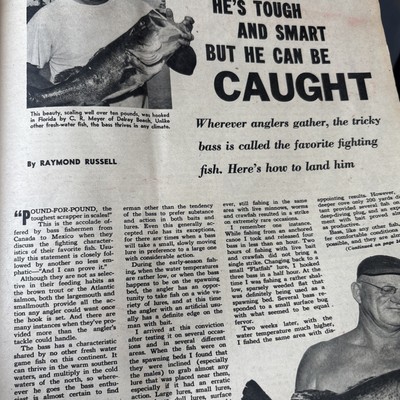 HE'S TOUGH
AND SMART
BUT HE CAN BE
CAUGHT
This beauty, scaling well over ten pounds, was hooked
in Florida by C. R. Meyer of Delray Beach. Unlike
other fresh-water fish, the bass thrives in any climate.
Wherever anglers gather, the tricky
bass is called the favorite fighting
fish. Here's how to land him
By RAYMOND RUSSELL
"POUND-FOR-POUND, the
toughest scrapper in scales!"
This is the accolade of-
fered by bass fishermen from
Canada to Mexico when they
discuss the fighting character-
istics of their favorite fish. Usu-
ally this statement is closely fol-
lowed by another no less em-
phatic—"And I can prove it."
Although they are not as selec-
tive in their feeding habits as
the brown trout or the Atlantic
salmon, both the largemouth and
smallmouth provide all the ac-
tion any angler could want once
the hook is set. And there are
many instances when they've pro-
vided more than the angler's
tackle could handle.
The bass has a characteristic
shared by no other fresh water
game fish on this continent. It
can thrive in the warm southern
waters, and multiply in the cold
waters of the north, so wher-
ever he goes the bass enthu-
siast is almost certain to find
erman other than the tendency
of the bass to prefer substance
and action in both baits and
lures. Even this generally ac-
cepted rule has its exceptions,
for there are times when a bass
will take a small, slowly moving
lure in preference to a large one
with considerable action.
During the early-season fish-
ing, when the water temperatures
are rather low, or when the bass
happens to be on the spawning
bed, the angler has an oppor-
tunity to take fish on a wide va-
riety of lures, and at this time
the angler with an artificial usu-
ally has a definite edge on the
man with bait.
I arrived at this conviction
after testing it on several occa-
sions and in several different
areas. When the fish were on
the spawning beds I found that
they were inclined (especially
the males) to grab almost any
lure that was placed near them,
especially if it had an erratic
action. Large lures, small lures,
dull lures, surface
ever, still fishing in the same
area with live minnows, worms
and crawfish resulted in a strike
on extremely rare occasions.
I remember one instance.
While fishing from an anchored
canoe I took and released four
bass in less than an hour. Two
hours of fishing with live bait
and crawfish did not bring a
single strike. Changing back to a
small "Flatfish" lure, I hooked
three bass in a half hour. At the
time I was fishing a rather shal-
low, sparsely weeded flat that
was definitely being used as a
spawning bed. Several bass re-
sponded to a small surface bug
with what seemed to be equal

Two weeks later, with the
water temperature much higher,
I fished the same area with dis-
appointing results. However,
deeper cove only 200 yards
tant provided several fish on
deep-diving plug, and
ment with bait proved
as productive.
Bass, like any other fish,
comfortable conditions
possible, and they
(Continued on page